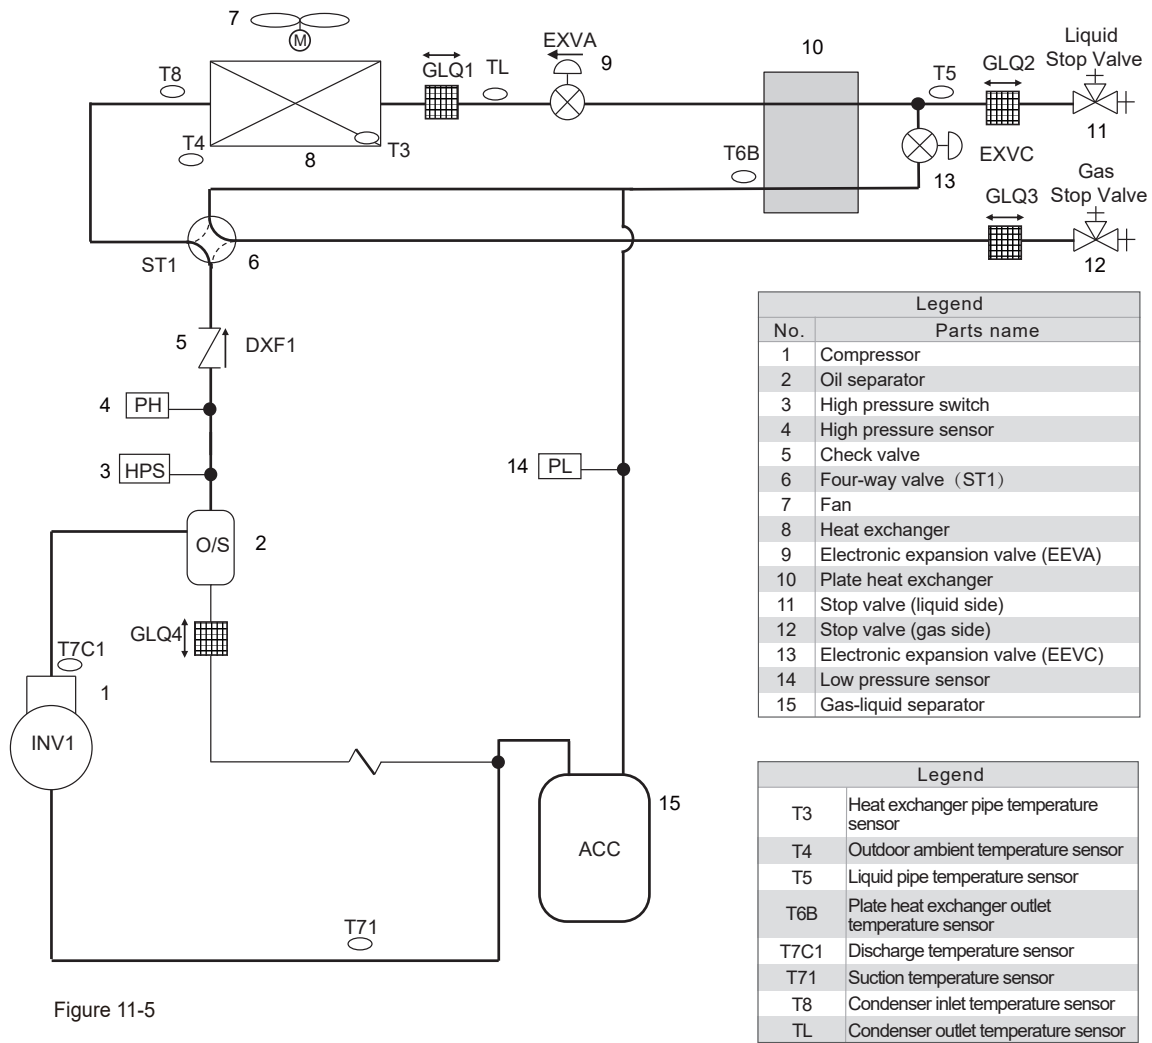 7
M
EXVA
9
10
Liquid
Stop Valve
T8
GLQ1
TL
T5
GLQ2
T4
T3
8
T6B
EXVC
13
11
Gas
Stop Valve
GLQ3
ST1
6
12
5
DXF1
4
PH
3
HPS
14
PL
O/S
2
GLQ4
T7C1
1
INV1
15
ACC
T71
Figure 11-5
Legend
No. Parts name
1 Compressor
2 Oil separator
3 High pressure switch
4 High pressure sensor
5 Check valve
6 Four-way valve（ST1）
7 Fan
8 Heat exchanger
9 Electronic expansion valve (EEVA)
10 Plate heat exchanger
11 Stop valve (liquid side)
12 Stop valve (gas side)
13 Electronic expansion valve (EEVC)
14 Low pressure sensor
15 Gas-liquid separator
Legend
T3 Heat exchanger pipe temperature
sensor
T4 Outdoor ambient temperature sensor
T5 Liquid pipe temperature sensor
T6B Plate heat exchanger outlet
temperature sensor
T7C1 Discharge temperature sensor
T71 Suction temperature sensor
T8 Condenser inlet temperature sensor
TL Condenser outlet temperature sensor